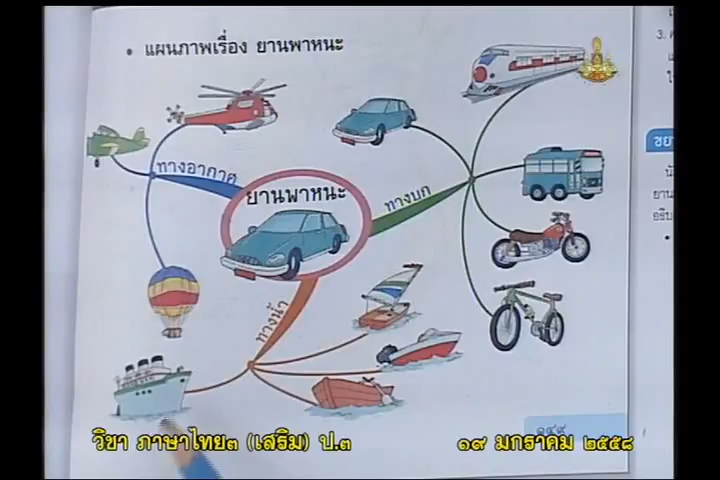 • แผนภาพเรื่อง ยานพาหนะ
ทางอากาศ
ยานพาหนะ
ทางบก
ทางน้ำ
๓. 
วิชา ภาษาไทย๓ (เสริม) ป.๓
๑๙ มกราคม ๒๕๕๘